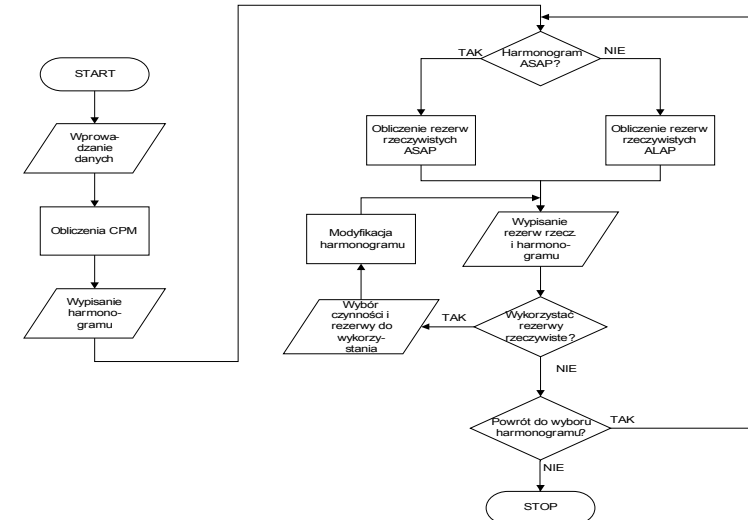 START
Wprowa-
dzanie
danych
Obliczenia CPM
Wypisanie
harmono-
gramu
Harmonogram
ASAP?
TAK
NIE
Obliczenie rezerw
rzeczywistych
ASAP
Obliczenie rezerw
rzeczywistych
ALAP
Wypisanie
rezerw rzecz.
i harmono-
gramu
Modyfikacja
harmonogramu
Wybór
czynności i
rezerwy do
wykorzy-
stania
TAK
Wykorzystać
rezerwy
rzeczywiste?
NIE
Powrót do wyboru
harmonogramu?
TAK
NIE
STOP